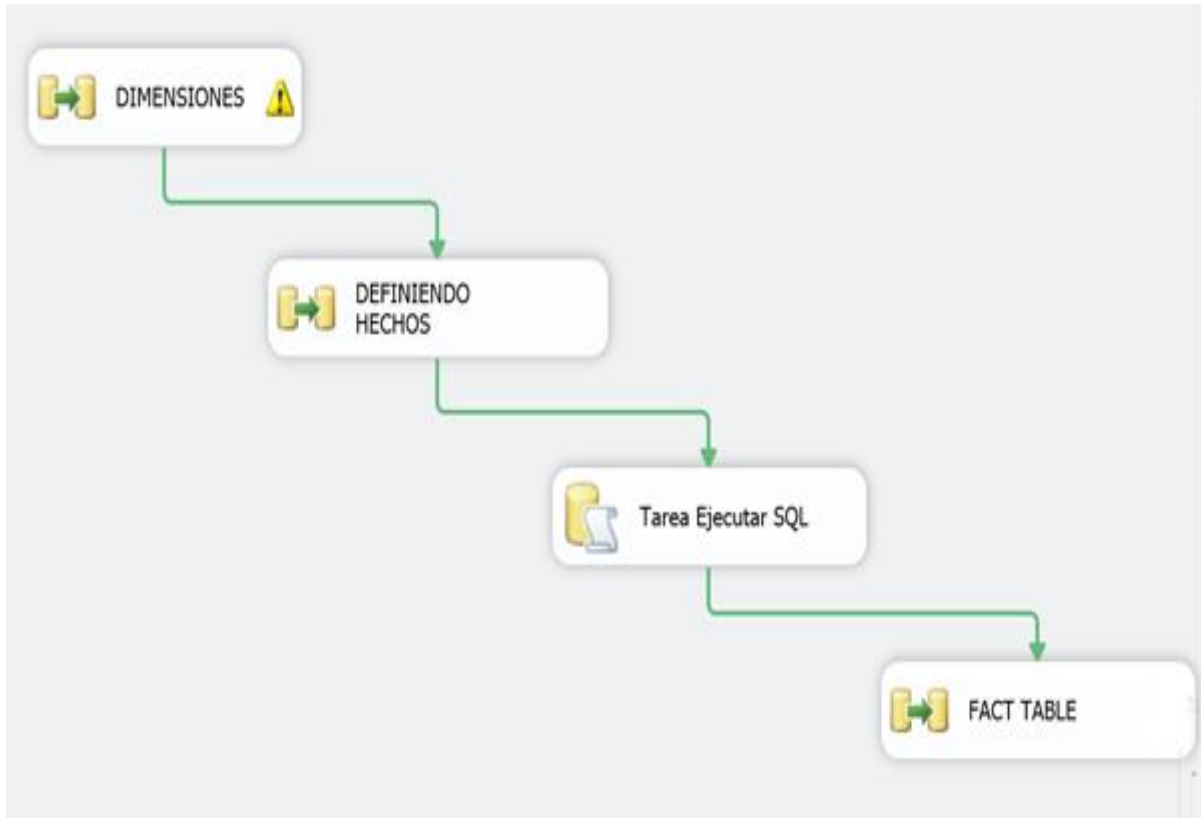 DIMENSIONES
DEFINIENDO
HECHOS
Tarea Ejecutar SQL
FACT TABLE